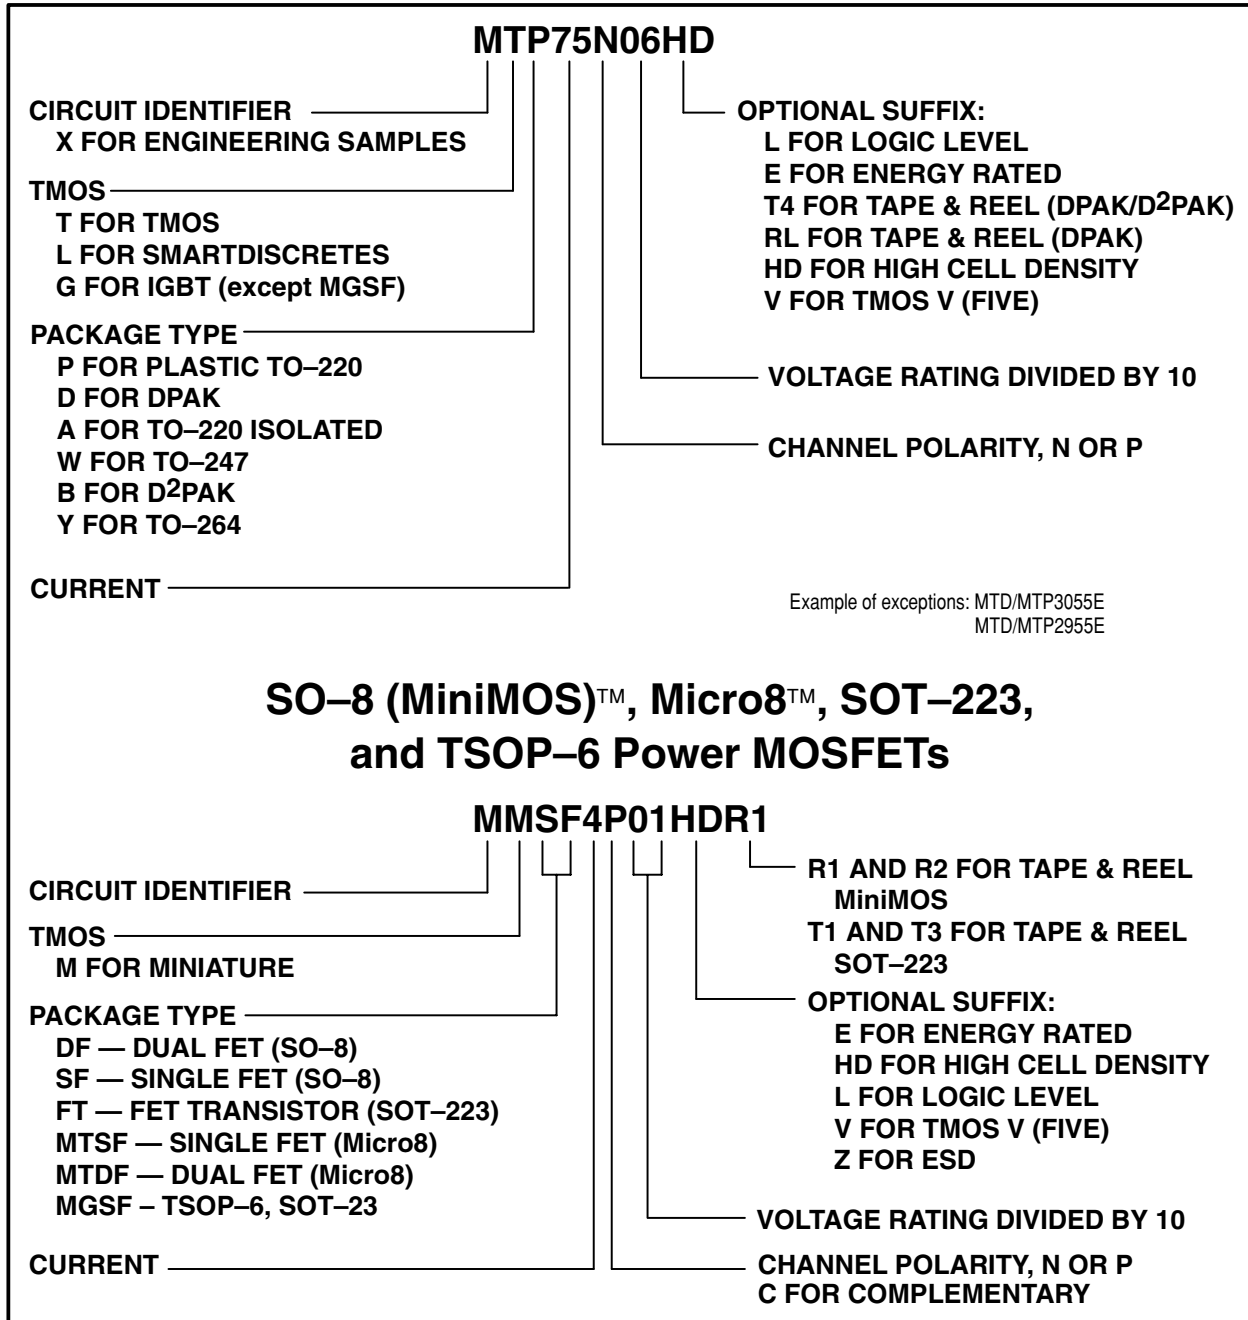 MTP75N06HD
CIRCUIT IDENTIFIER
X FOR ENGINEERING SAMPLES
TMOS
T FOR TMOS
L FOR SMARTDISCRETES
G FOR IGBT (except MGSF)
PACKAGE TYPE
P FOR PLASTIC TO–220
D FOR DPAK
A FOR TO–220 ISOLATED
W FOR TO–247
B FOR D²PAK
Y FOR TO–264
CURRENT
OPTIONAL SUFFIX:
L FOR LOGIC LEVEL
E FOR ENERGY RATED
T4 FOR TAPE & REEL (DPAK/D²PAK)
RL FOR TAPE & REEL (DPAK)
HD FOR HIGH CELL DENSITY
V FOR TMOS V (FIVE)
VOLTAGE RATING DIVIDED BY 10
CHANNEL POLARITY, N OR P
Example of exceptions: MTD/MTP3055E
MTD/MTP2955E
SO–8 (MiniMOS)™, Micro8™, SOT–223,
and TSOP–6 Power MOSFETs
MMSF4P01HDR1
CIRCUIT IDENTIFIER
TMOS
M FOR MINIATURE
PACKAGE TYPE
DF — DUAL FET (SO–8)
SF — SINGLE FET (SO–8)
FT — FET TRANSISTOR (SOT–223)
MTSF — SINGLE FET (Micro8)
MTDF — DUAL FET (Micro8)
MGSF – TSOP–6, SOT–23
CURRENT
R1 AND R2 FOR TAPE & REEL
MiniMOS
T1 AND T3 FOR TAPE & REEL
SOT–223
OPTIONAL SUFFIX:
E FOR ENERGY RATED
HD FOR HIGH CELL DENSITY
L FOR LOGIC LEVEL
V FOR TMOS V (FIVE)
Z FOR ESD
VOLTAGE RATING DIVIDED BY 10
CHANNEL POLARITY, N OR P
C FOR COMPLEMENTARY